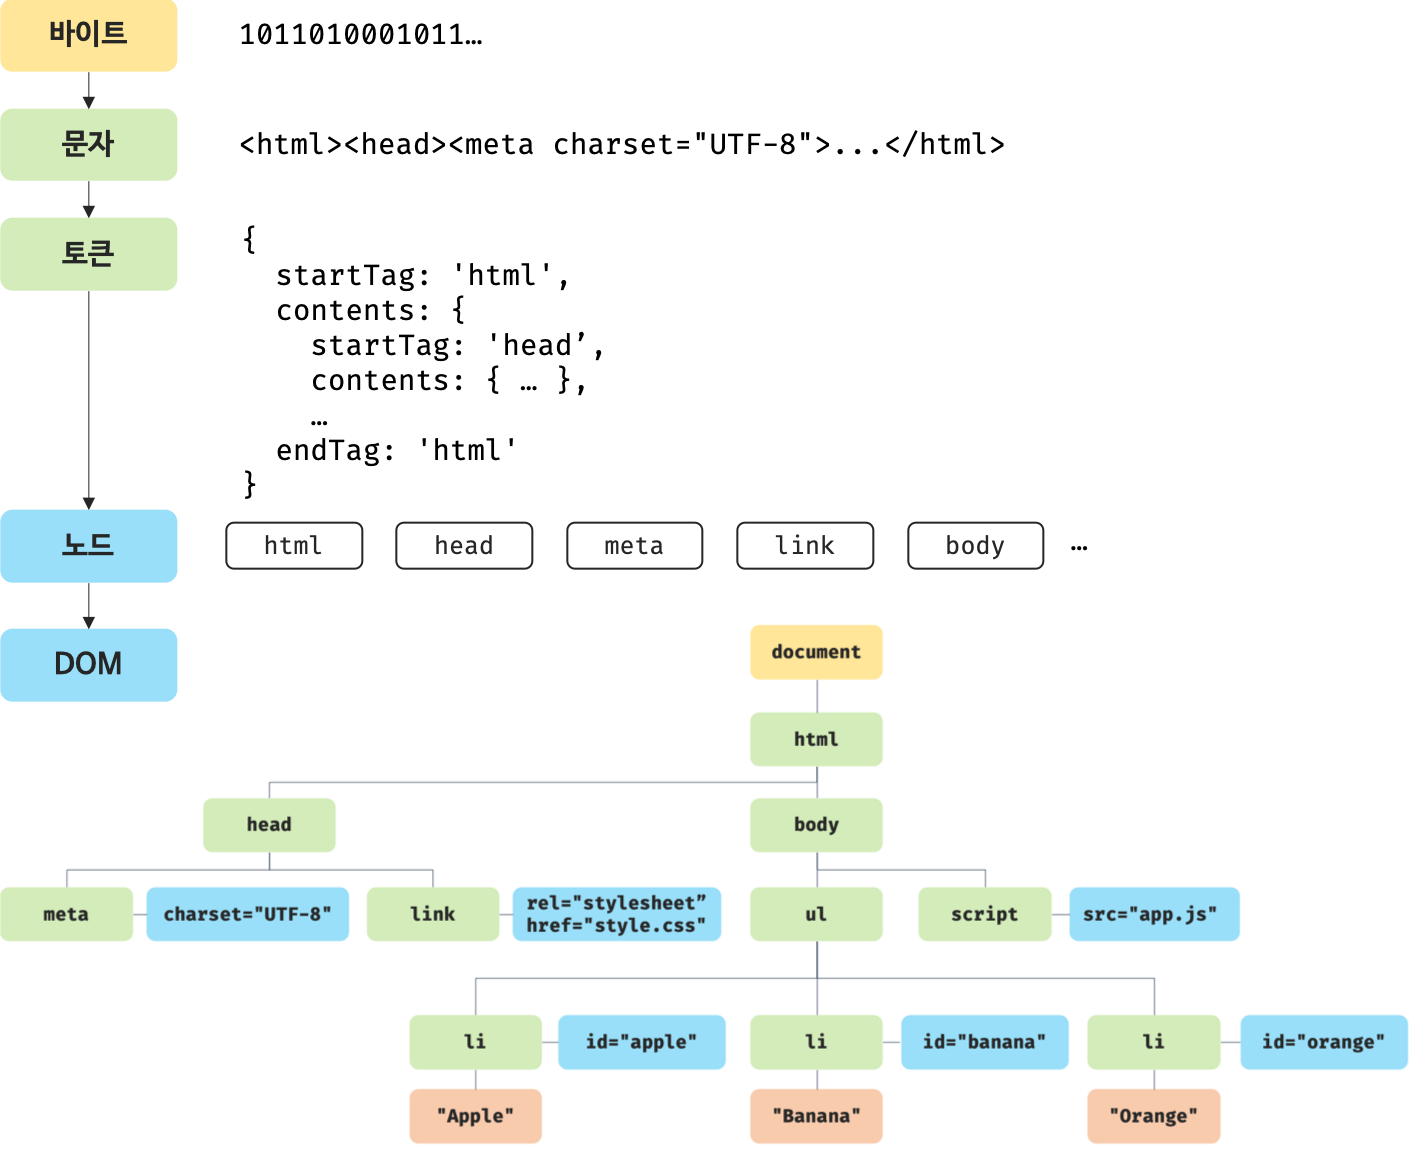 바이트
1011010001011…
문자
<html><head><meta charset="UTF-8">...</html>
토큰
{
startTag: 'html',
contents: {
startTag: 'head’,
contents: { … },
…
endTag: 'html'
}
노드
html head meta link body …
DOM
document
html
head body
meta charset="UTF-8" link rel="stylesheet” ul script src="app.js"
href="style.css"
li id="apple" li id="banana" li id="orange"
"Apple" "Banana" "Orange"